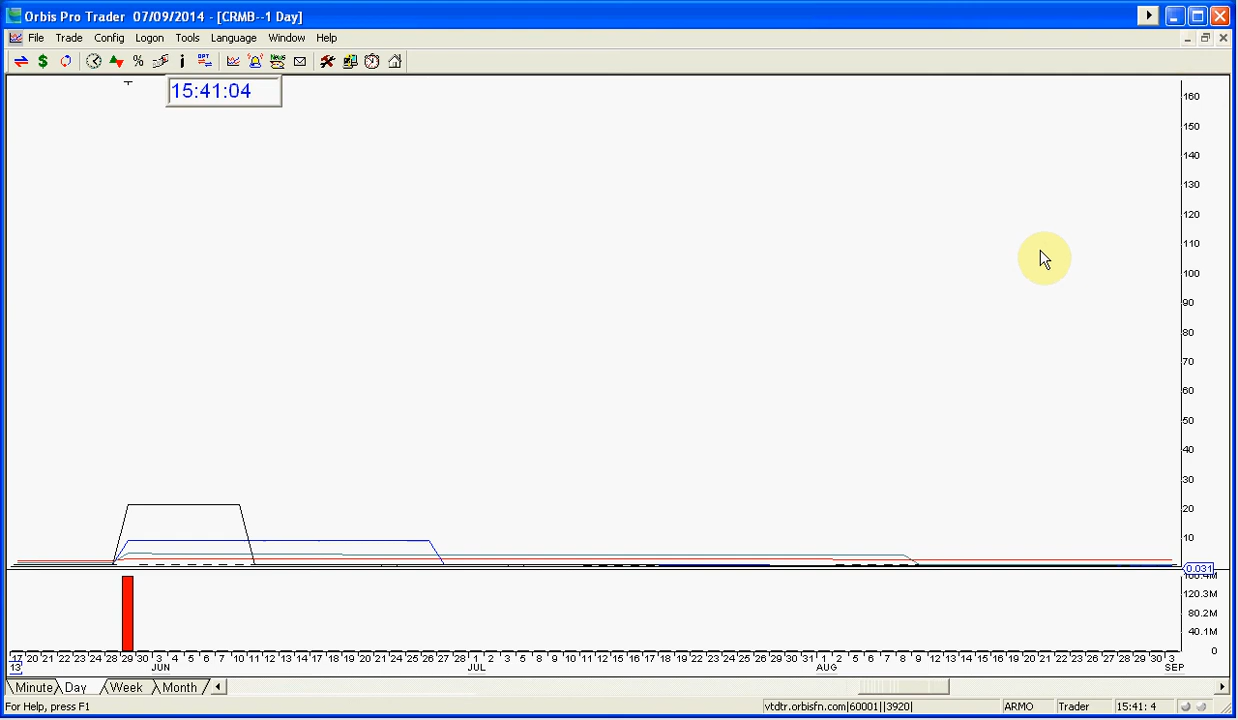 Orbis Pro Trader 07/09/2014 - [CRMB--1 Day]
File Trade Config Logon Tools Language Window Help
$ % i OPT News
15:41:04
160
150
140
130
120
110
100
90
80
70
60
50
40
30
20
10
0.031
160.4M
120.3M
80.2M
40.1M
0
17 20 21 22 23 24 28 29 30 3 4 5 6 7 10 11 12 13 14 17 18 19 20 21 24 25 26 27 28 1 2 3 5 8 9 10 11 12 15 16 17 18 19 22 23 24 25 26 29 30 31 1 2 5 6 7 8 9 12 13 14 15 16 19 20 21 22 23 26 27 28 29 30 3
13 JUN JUL AUG SEP
Minute Day Week Month
For Help, press F1 vtdtr.orbisfn.com|60001||3920| ARMO Trader 15:41: 4